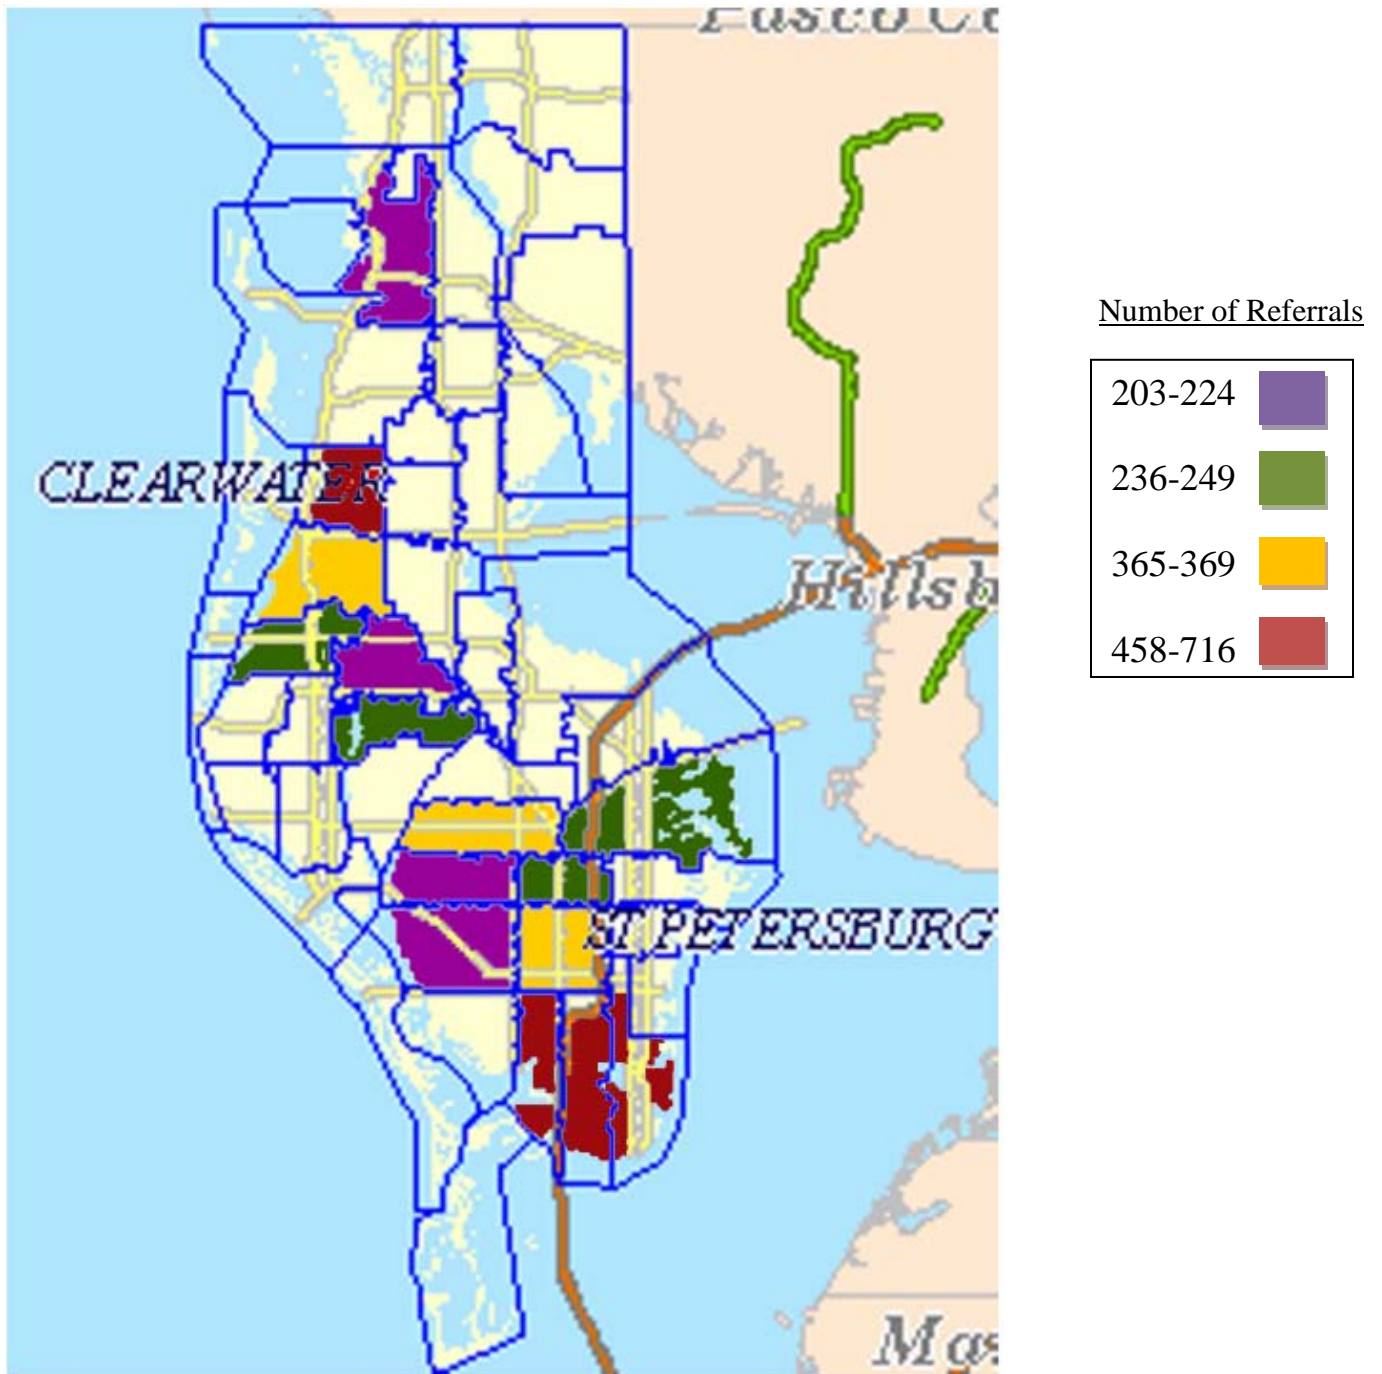 Number of Referrals
203-224
236-249
365-369
458-716
CLEARWATER
ST PETERSBURG